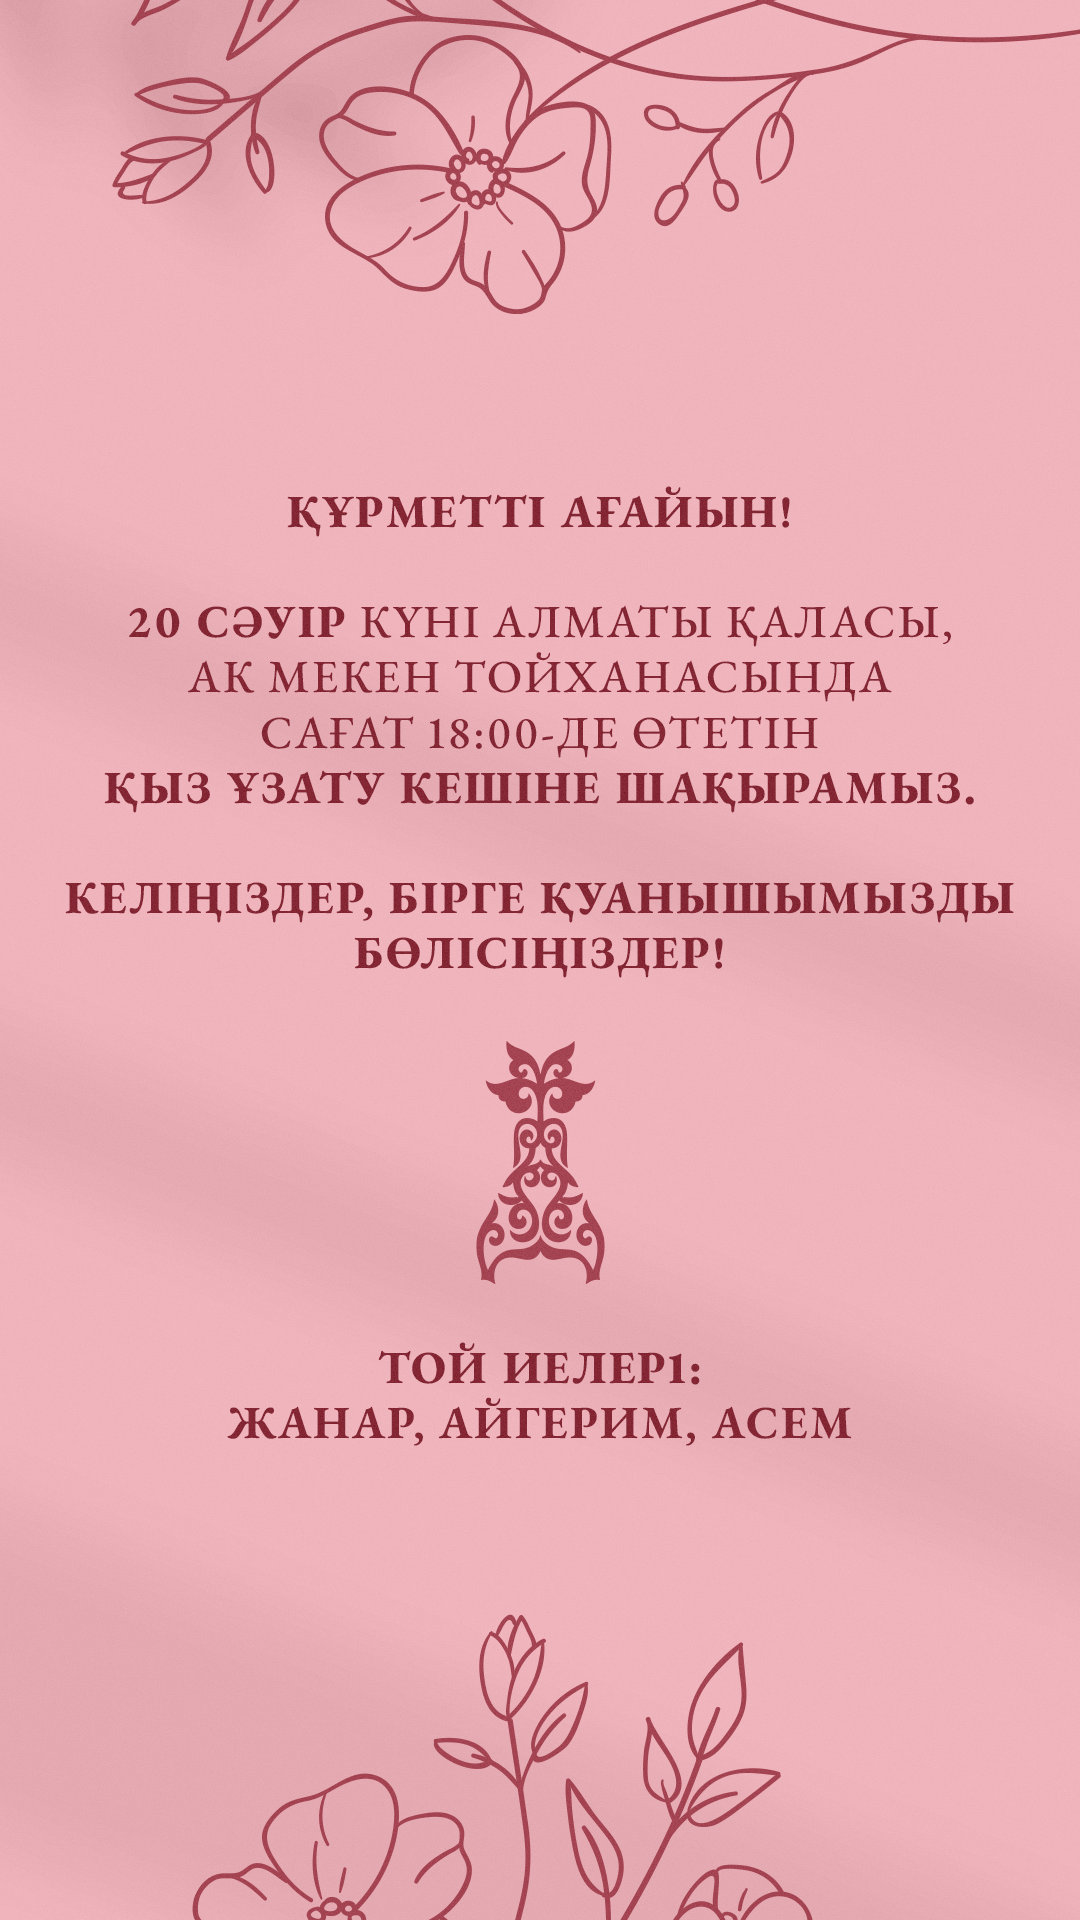 ҚҰРМЕТТІ АҒАЙЫН!
20 СӘУІР КҮНІ АЛМАТЫ ҚАЛАСЫ,
АК МЕКЕН ТОЙХАНАСЫНДА
САҒАТ 18:00-ДЕ ӨТЕТІН
ҚЫЗ ҰЗАТУ КЕШІНЕ ШАҚЫРАМЫЗ.
КЕЛІҢІЗДЕР, БІРГЕ ҚУАНЫШЫМЫЗДЫ
БӨЛІСІҢІЗДЕР!
ТОЙ ИЕЛЕР1:
ЖАНАР, АЙГЕРИМ, АСЕМ